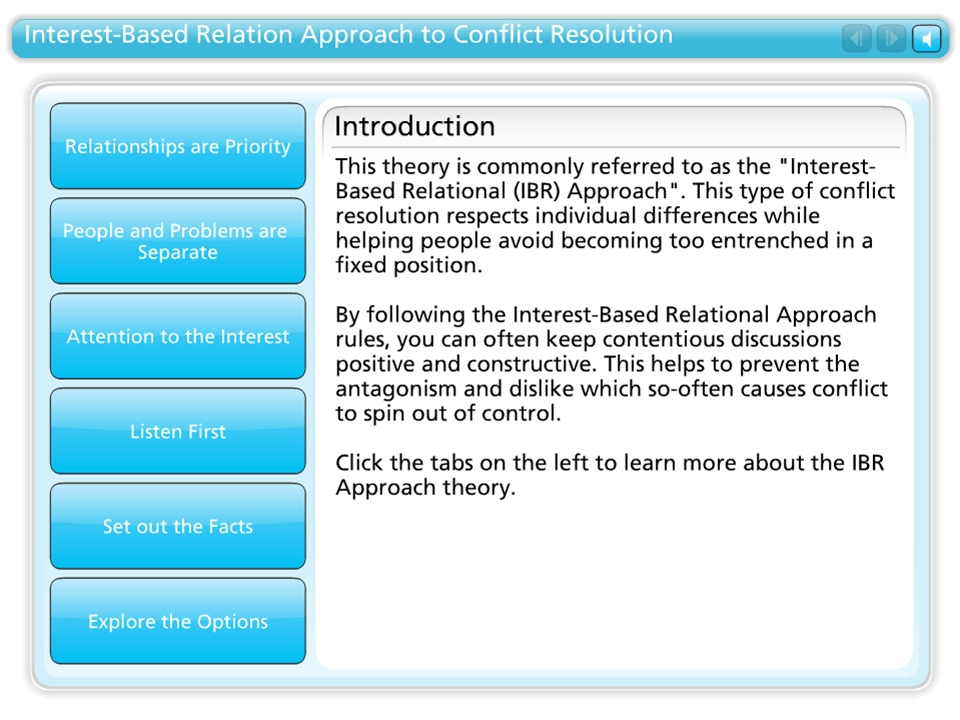 Interest-Based Relation Approach to Conflict Resolution
Relationships are Priority
People and Problems are
Separate
Attention to the Interest
Listen First
Set out the Facts
Explore the Options
Introduction
This theory is commonly referred to as the "Interest-
Based Relational (IBR) Approach". This type of conflict
resolution respects individual differences while
helping people avoid becoming too entrenched in a
fixed position.
By following the Interest-Based Relational Approach
rules, you can often keep contentious discussions
positive and constructive. This helps to prevent the
antagonism and dislike which so-often causes conflict
to spin out of control.
Click the tabs on the left to learn more about the IBR
Approach theory.